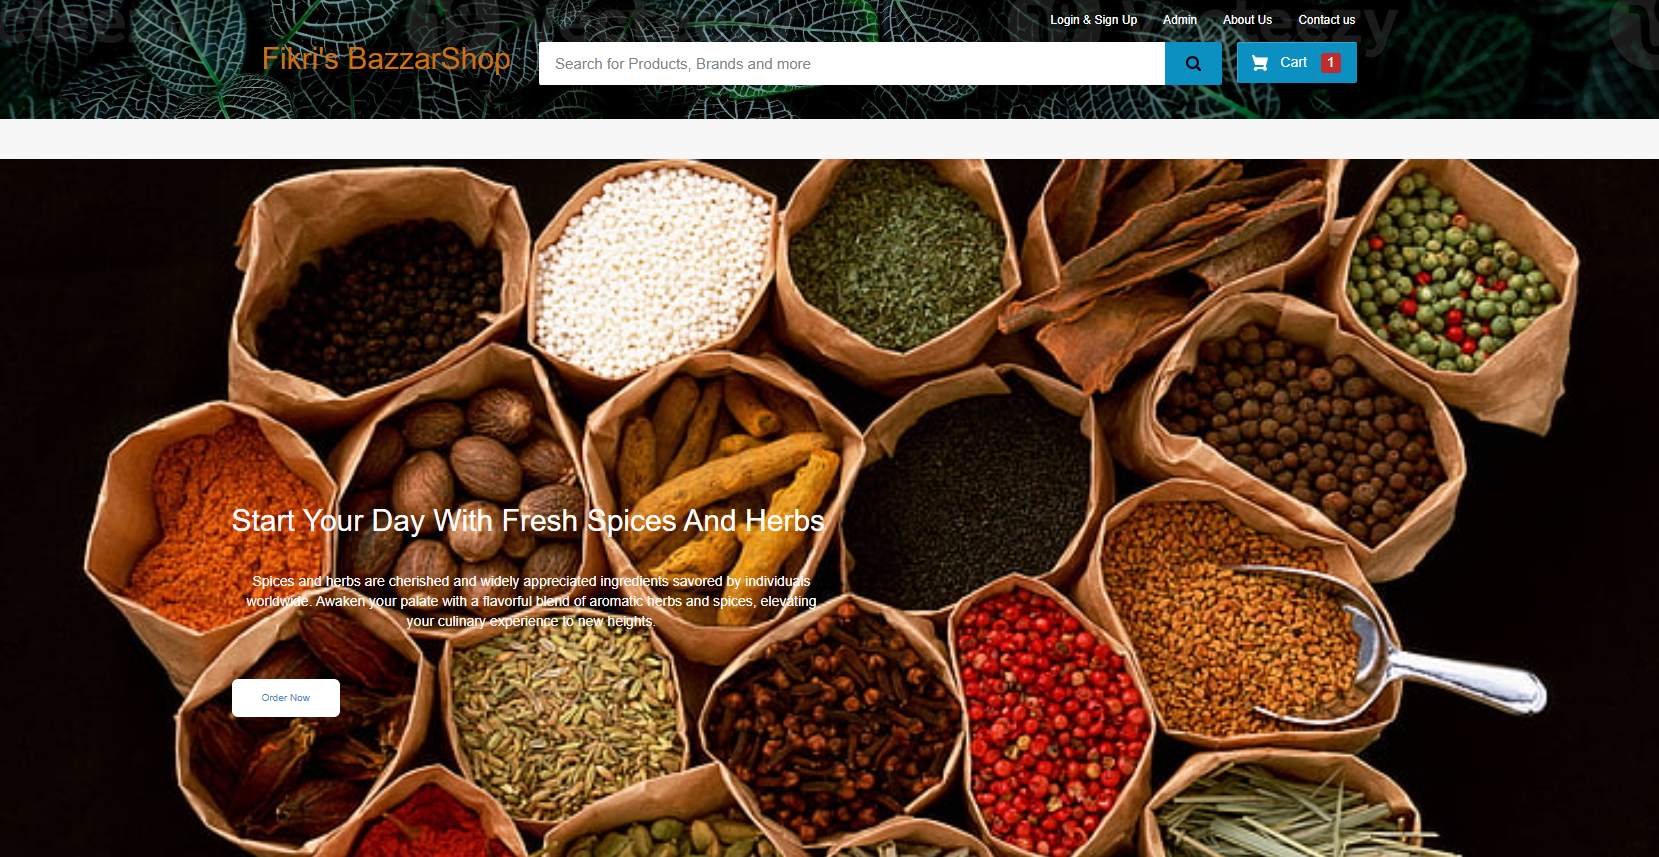 Login & Sign Up Admin About Us Contact us
Fikri's BazzarShop
Search for Products, Brands and more
Cart 1
Start Your Day With Fresh Spices And Herbs
Spices and herbs are cherished and widely appreciated ingredients savored by individuals
worldwide. Awaken your palate with a flavorful blend of aromatic herbs and spices, elevating
your culinary experience to new heights.
Order Now